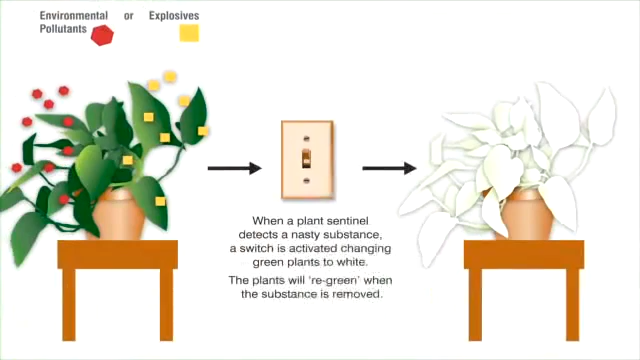 Environmental or Explosives
Pollutants
When a plant sentinel
detects a nasty substance,
a switch is activated changing
green plants to white.
The plants will 're-green' when
the substance is removed.